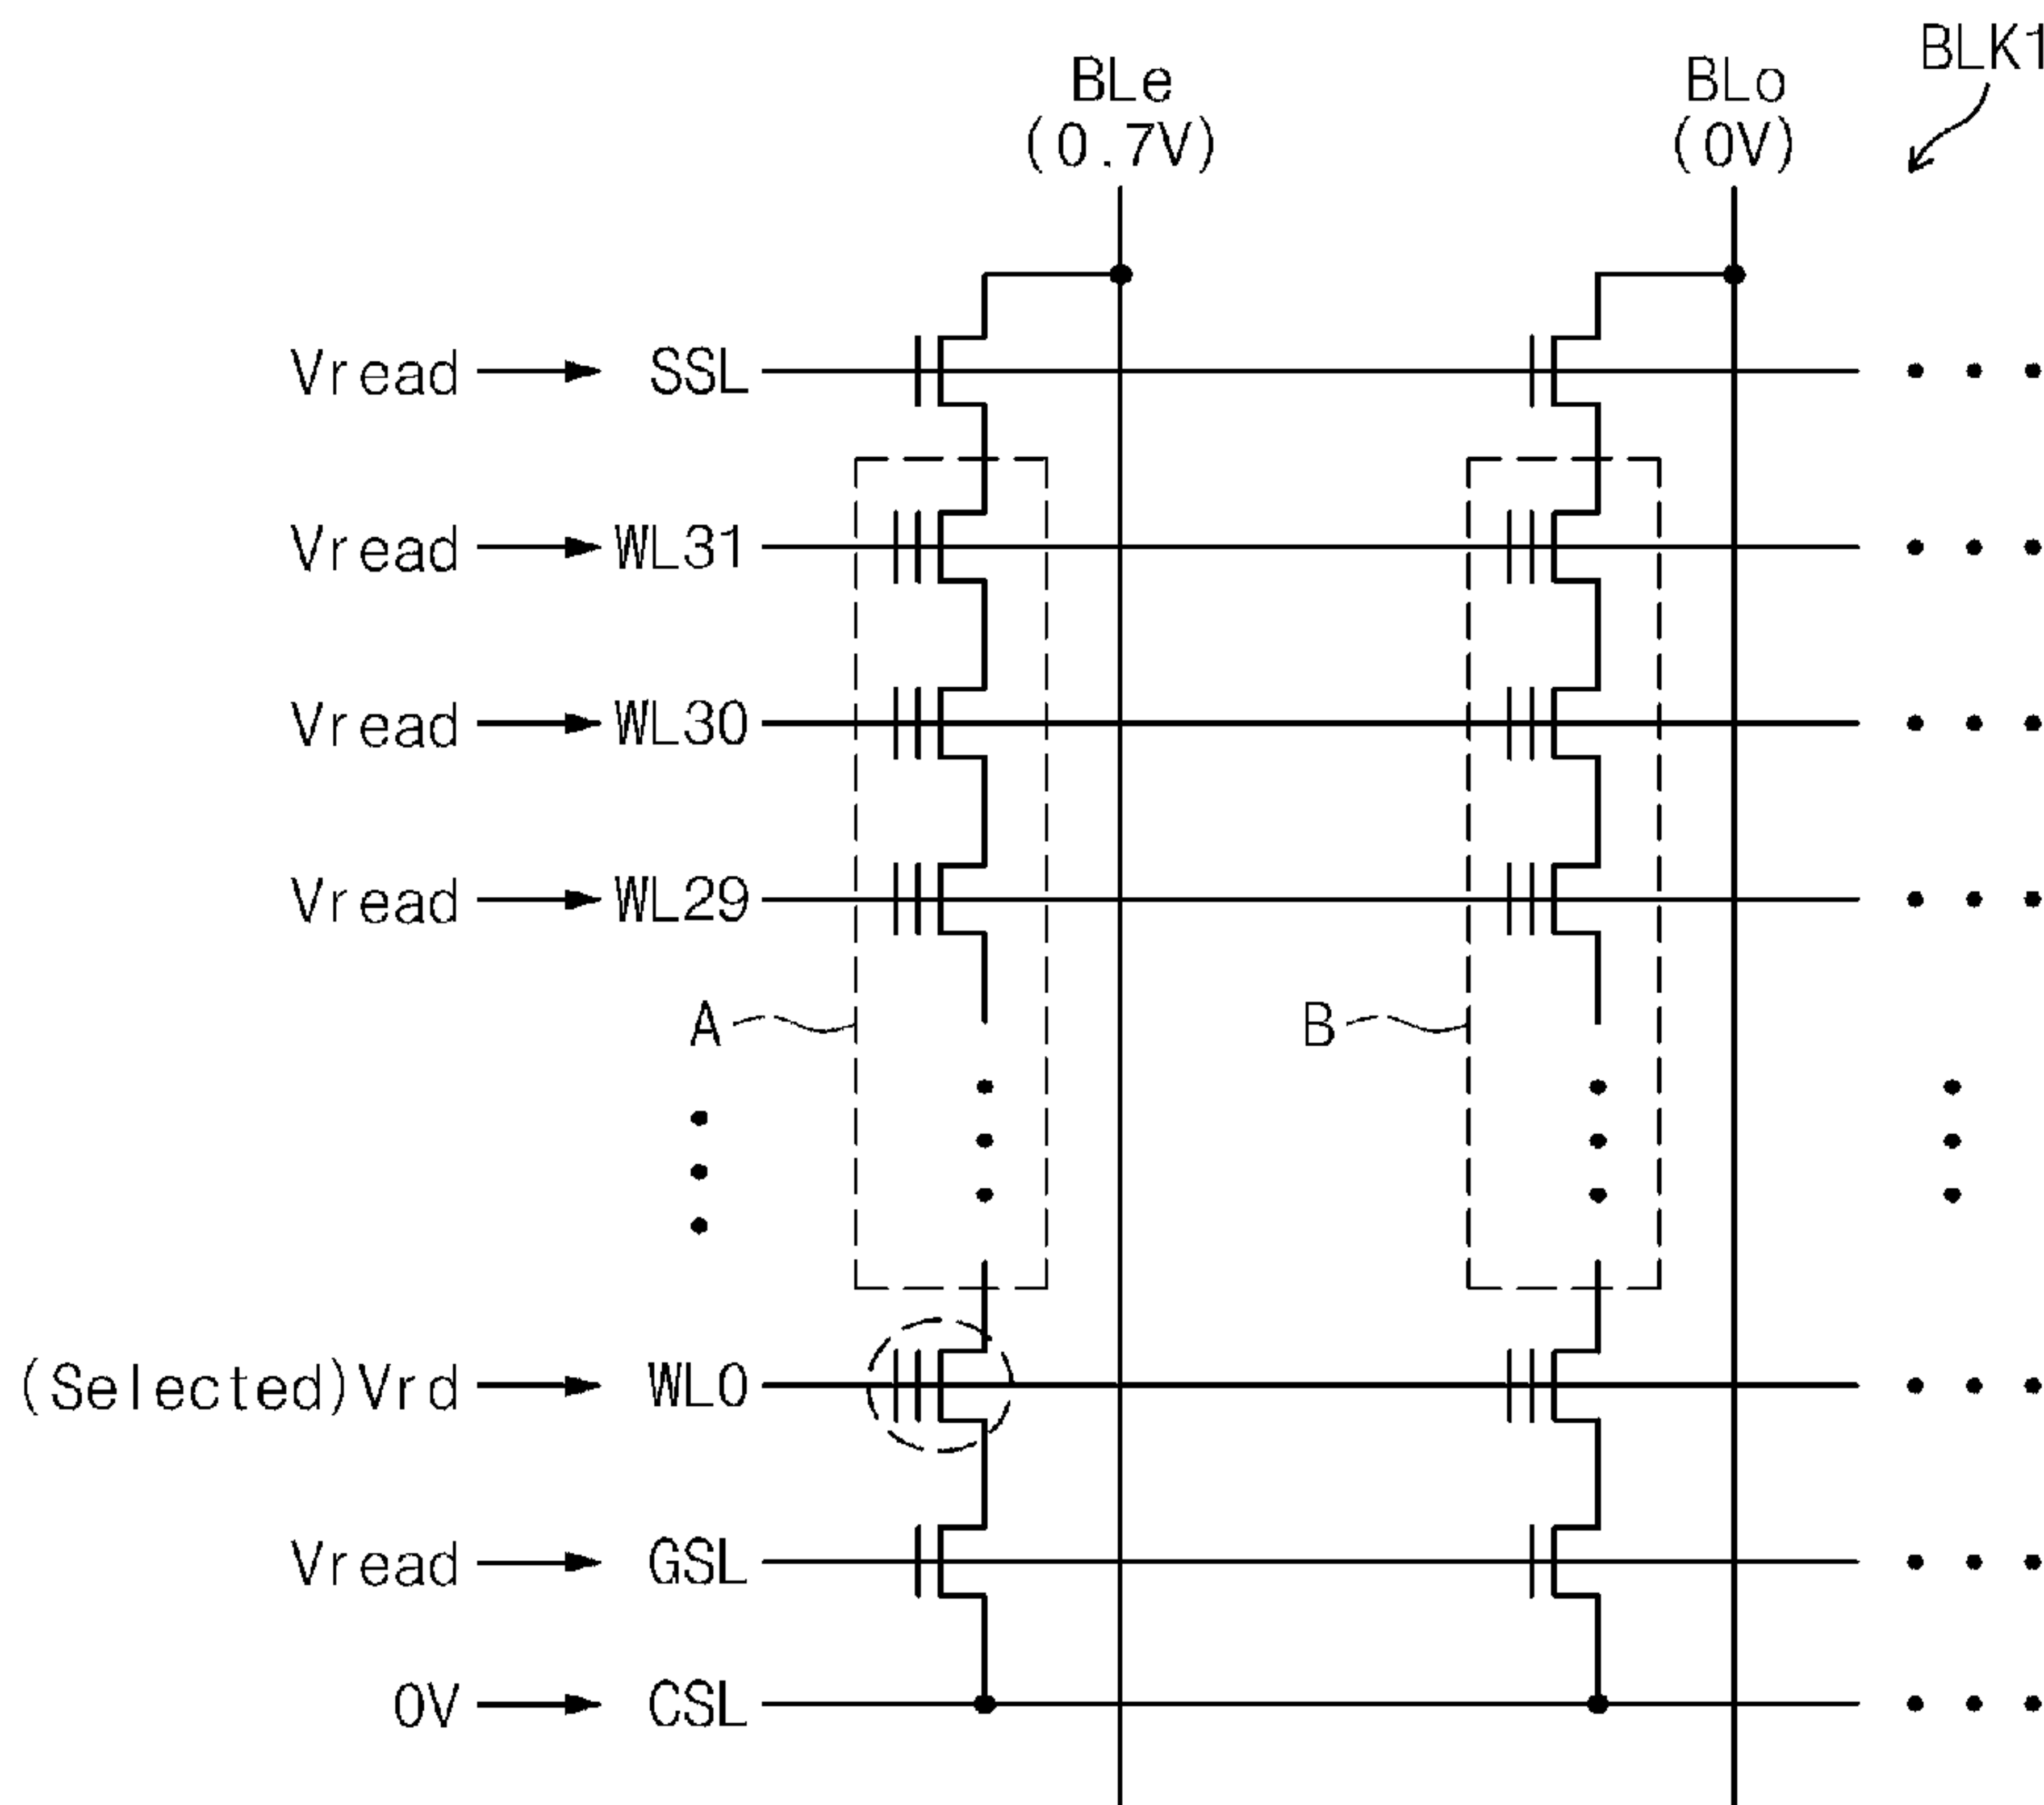 BLK1
BLe BLo
(0.7V) (0V)
Vread SSL
Vread WL31
Vread WL30
Vread WL29
A B
(Selected)Vrd WL0
Vread GSL
0V CSL